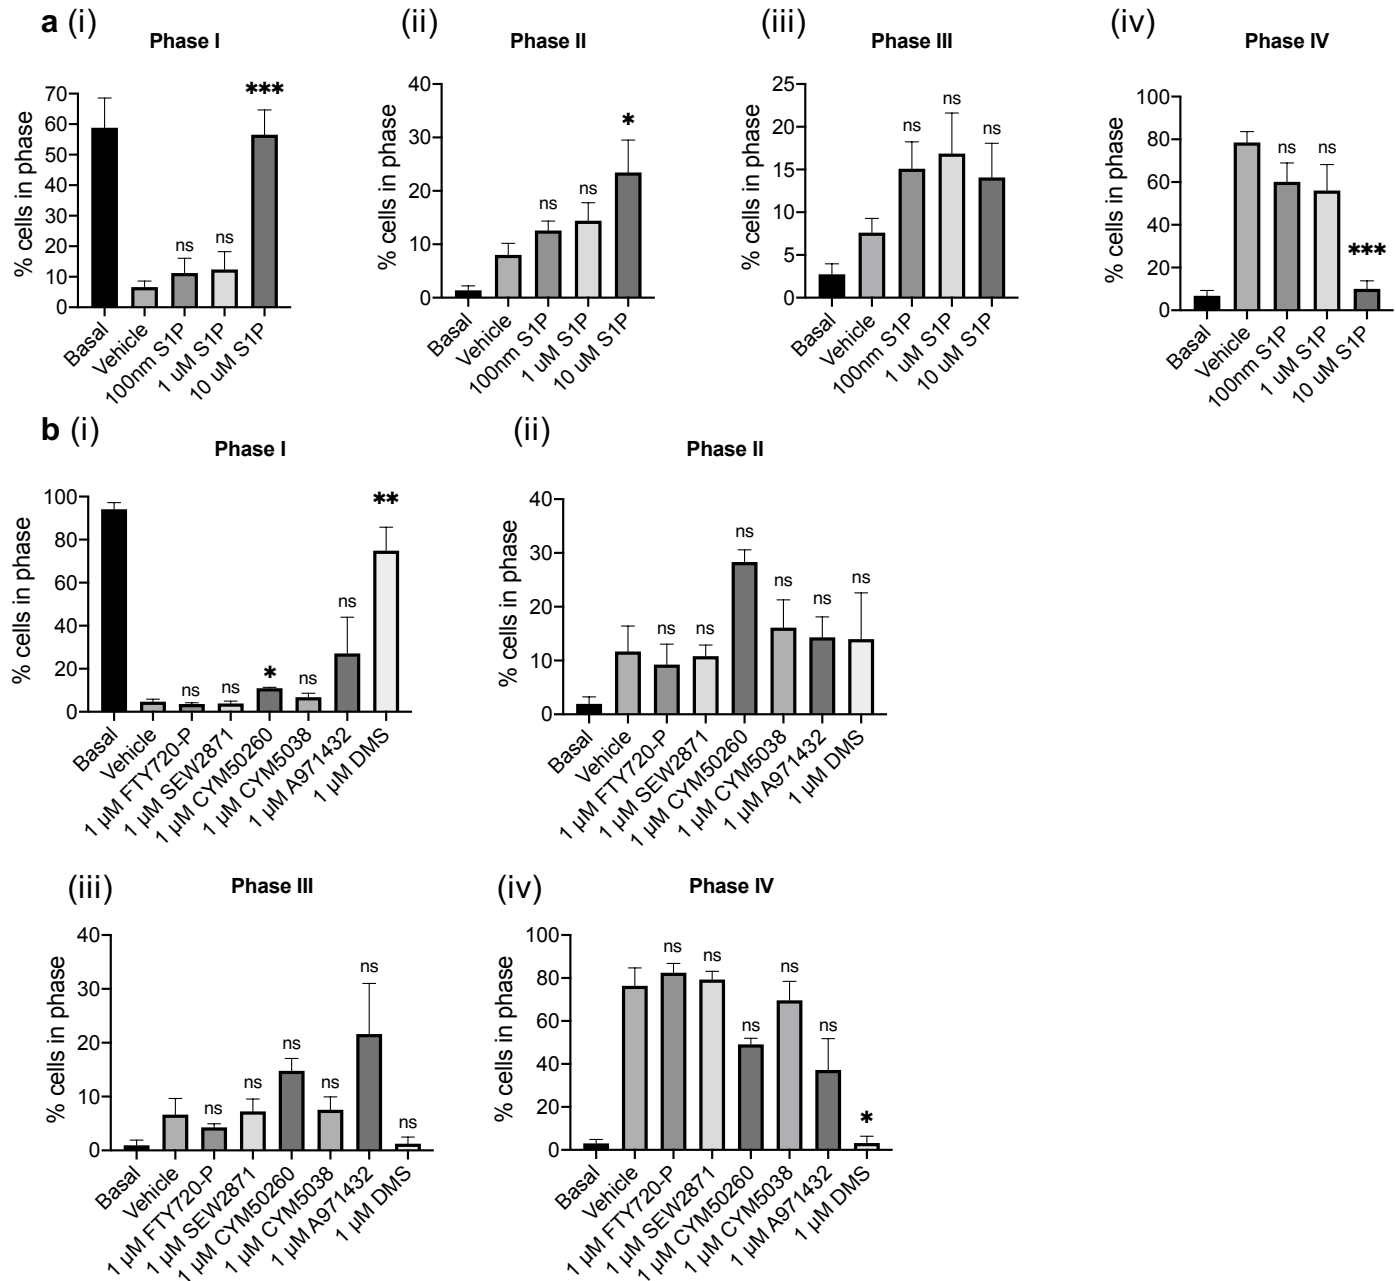 a (i)
Phase I
% cells in phase
70
60
50
40
30
20
10
0
ns
ns
***
Basal
Vehicle
100nm S1P
1 uM S1P
10 uM S1P
(ii)
Phase II
% cells in phase
40
30
20
10
0
ns
ns
*
Basal
Vehicle
100nm S1P
1 uM S1P
10 uM S1P
(iii)
Phase III
% cells in phase
25
20
15
10
5
0
ns
ns
ns
Basal
Vehicle
100nm S1P
1 uM S1P
10 uM S1P
(iv)
Phase IV
% cells in phase
100
80
60
40
20
0
ns
ns
***
Basal
Vehicle
100nm S1P
1 uM S1P
10 uM S1P
b (i)
Phase I
% cells in phase
100
80
60
40
20
0
ns
ns
*
ns
ns
**
Basal
Vehicle
1 µM FTY720-P
1 µM SEW2871
1 µM CYM50260
1 µM CYM5038
1 µM A971432
1 µM DMS
(ii)
Phase II
% cells in phase
40
30
20
10
0
ns
ns
ns
ns
ns
ns
Basal
Vehicle
1 µM FTY720-P
1 µM SEW2871
1 µM CYM50260
1 µM CYM5038
1 µM A971432
1 µM DMS
(iii)
Phase III
% cells in phase
40
30
20
10
0
ns
ns
ns
ns
ns
ns
Basal
Vehicle
1 µM FTY720-P
1 µM SEW2871
1 µM CYM50260
1 µM CYM5038
1 µM A971432
1 µM DMS
(iv)
Phase IV
% cells in phase
100
80
60
40
20
0
ns
ns
ns
ns
ns
*
Basal
Vehicle
1 µM FTY720-P
1 µM SEW2871
1 µM CYM50260
1 µM CYM5038
1 µM A971432
1 µM DMS